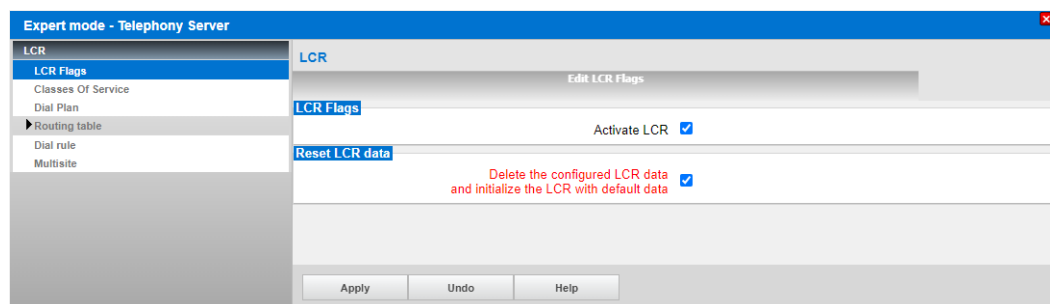 Expert mode - Telephony Server
LCR
LCR Flags
Classes Of Service
Dial Plan
Routing table
Dial rule
Multisite
LCR
Edit LCR Flags
LCR Flags
Activate LCR
Reset LCR data
Delete the configured LCR data
and initialize the LCR with default data
Apply Undo Help